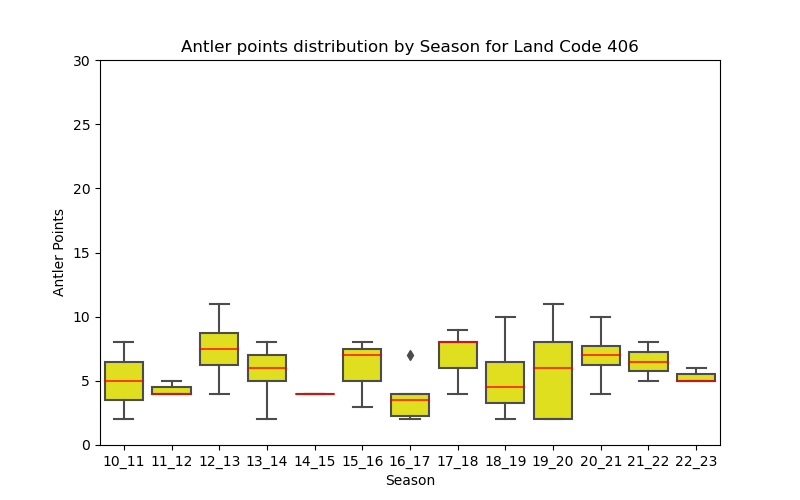 Antler points distribution by Season for Land Code 406
30
25
20
15
10
5
0
Antler Points
10_11 11_12 12_13 13_14 14_15 15_16 16_17 17_18 18_19 19_20 20_21 21_22 22_23
Season